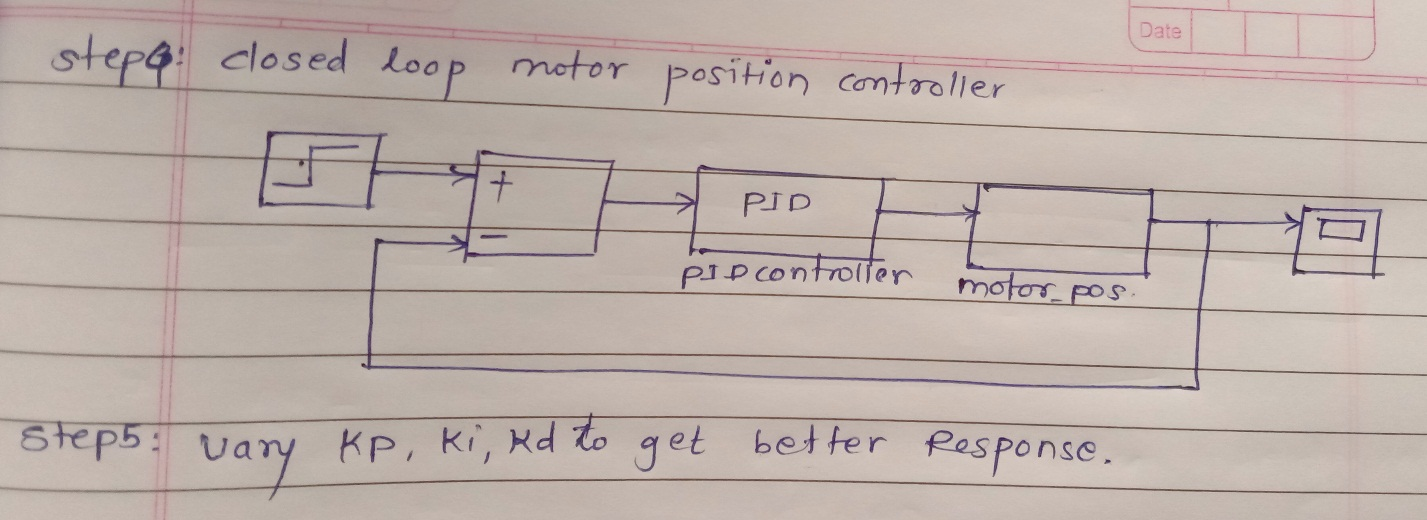 Date
step4: closed loop motor position controller
+
PID
-
PID controller
motor_pos.
Step5: Vary Kp, Ki, Kd to get better Response.